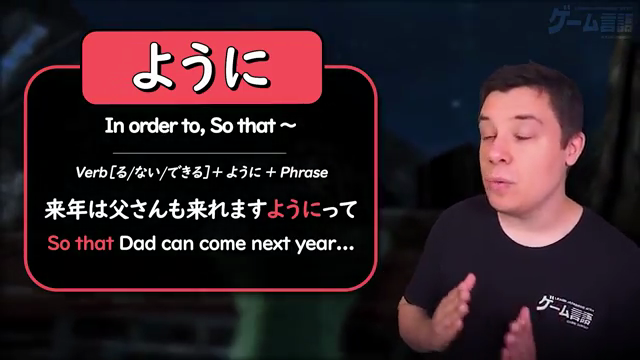 ゲーム言語
ように
In order to, So that ~
Verb [る/ない/できる] + ように + Phrase
来年は父さんも来れますようにって
So that Dad can come next year...
ゲーム言語